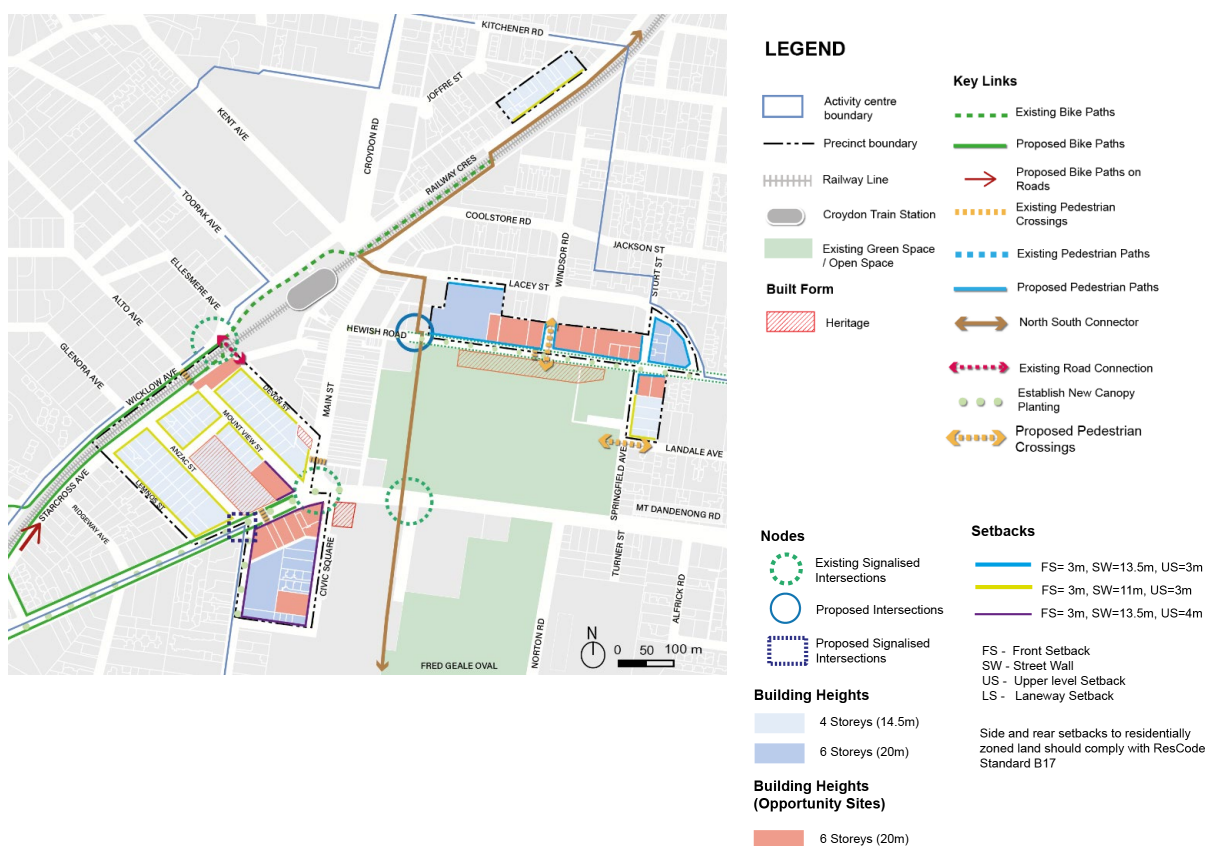 KITCHENER RD
JOFFRE ST
KENT AVE
CROYDON RD
RAILWAY CRES
TOORAK AVE
COOLSTORE RD
WINDSOR RD
JACKSON ST
STURT ST
ELLESMERE AVE
LACEY ST
ALTO AVE
HEWISH ROAD
GLENORA AVE
WICKLOW AVE
DEVON ST
MAIN ST
MOUNT VIEW ST
ANZAC ST
LANDALE AVE
SPRINGFIELD AVE
STARCROSS AVE
LEMNOS ST
RIDGEWAY AVE
MT DANDENONG RD
CIVIC SQUARE
TURNER ST
ALFRICK RD
NORTON RD
FRED GEALE OVAL
N
0 50 100 m
LEGEND
Activity centre
boundary
Precinct boundary
Railway Line
Croydon Train Station
Existing Green Space
/ Open Space
Built Form
Heritage
Key Links
Existing Bike Paths
Proposed Bike Paths
Proposed Bike Paths on
Roads
Existing Pedestrian
Crossings
Existing Pedestrian Paths
Proposed Pedestrian Paths
North South Connector
Existing Road Connection
Establish New Canopy
Planting
Proposed Pedestrian
Crossings
Nodes
Existing Signalised
Intersections
Proposed Intersections
Proposed Signalised
Intersections
Building Heights
4 Storeys (14.5m)
6 Storeys (20m)
Building Heights
(Opportunity Sites)
6 Storeys (20m)
Setbacks
FS= 3m, SW=13.5m, US=3m
FS= 3m, SW=11m, US=3m
FS= 3m, SW=13.5m, US=4m
FS - Front Setback
SW - Street Wall
US - Upper level Setback
LS - Laneway Setback
Side and rear setbacks to residentially
zoned land should comply with ResCode
Standard B17